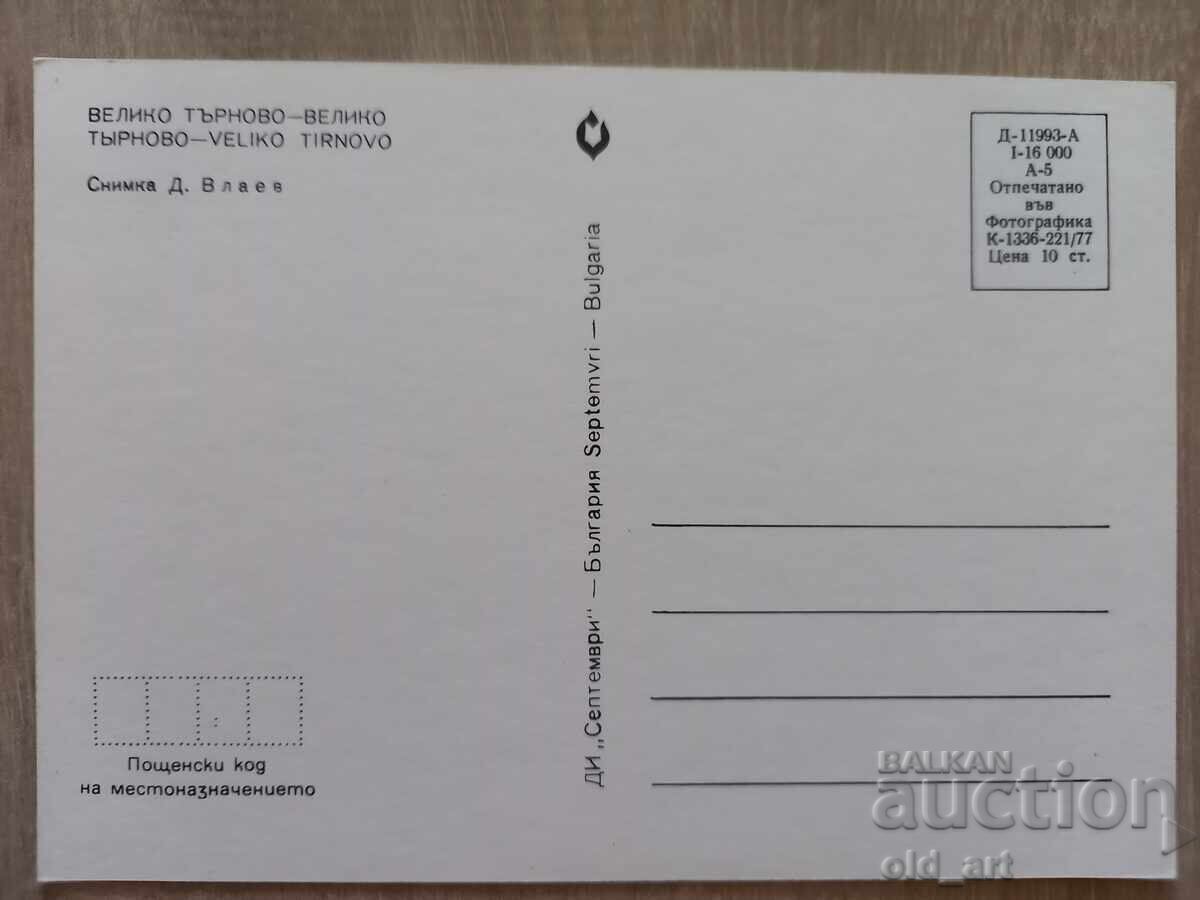 ВЕЛИКО ТЪРНОВО—ВЕЛИКО
ТЫРНОВО—VELIKO TIRNOVO
Снимка Д. Влаев
Д-11993-А
I-16 000
А-5
Отпечатано
във
Фотографика
К-1336-221/77
Цена 10 ст.
ДИ „Септември" — България Septemvri — Bulgaria
Пощенски код
на местоназначението
BALKAN
auction
old_art